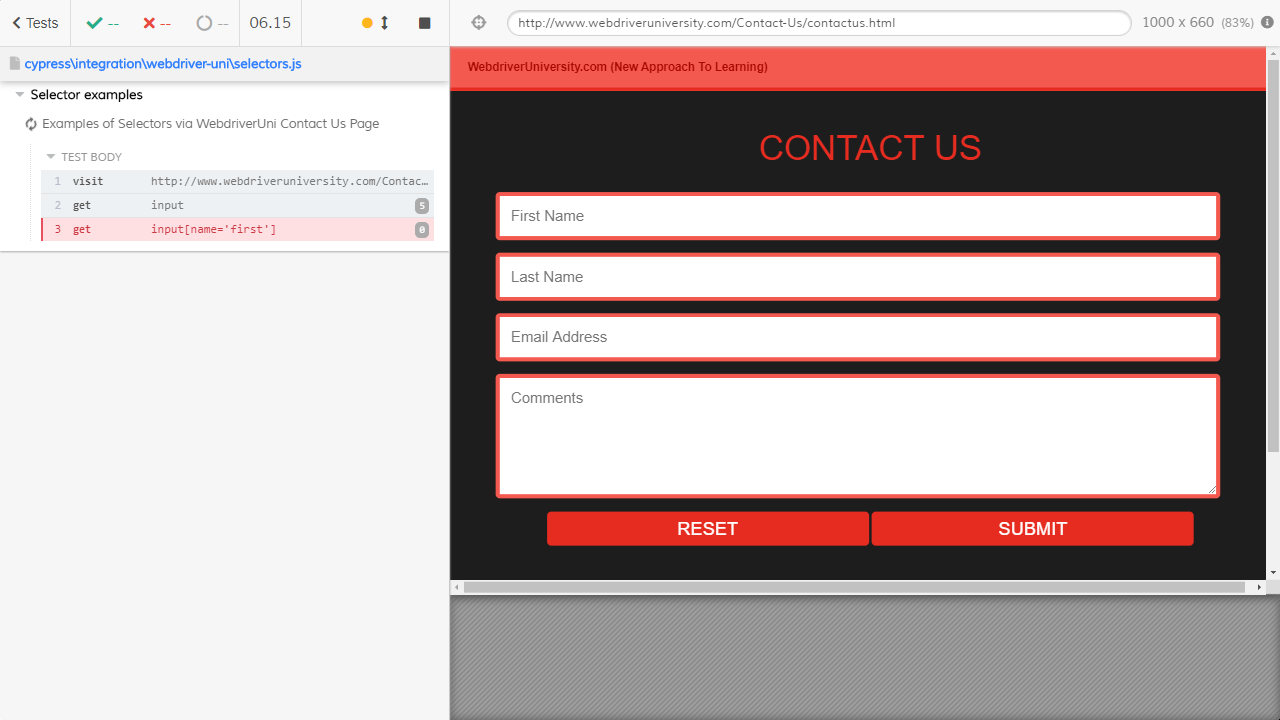 Tests
--
--
--
06.15
http://www.webdriveruniversity.com/Contact-Us/contactus.html
1000 x 660 (83%)
cypress\integration\webdriver-uni\selectors.js
Selector examples
Examples of Selectors via WebdriverUni Contact Us Page
TEST BODY
1 visit http://www.webdriveruniversity.com/Contac...
2 get input 5
3 get input[name='first'] 0
WebdriverUniversity.com (New Approach To Learning)
CONTACT US
First Name
Last Name
Email Address
Comments
RESET SUBMIT